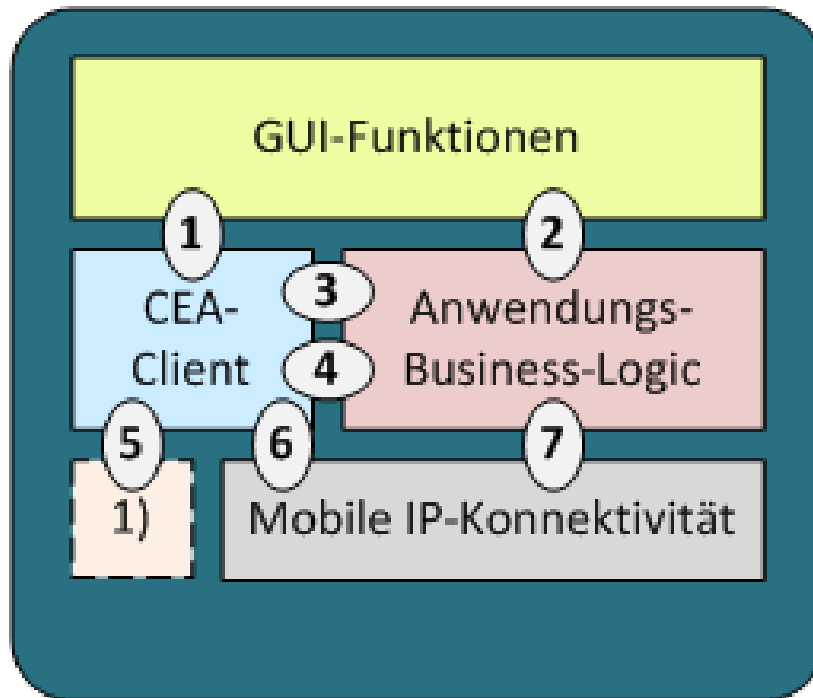 GUI-Funktionen
1
2
CEA-
Client
3
4
Anwendungs-
Business-Logic
5
6
7
1)
Mobile IP-Konnektivität